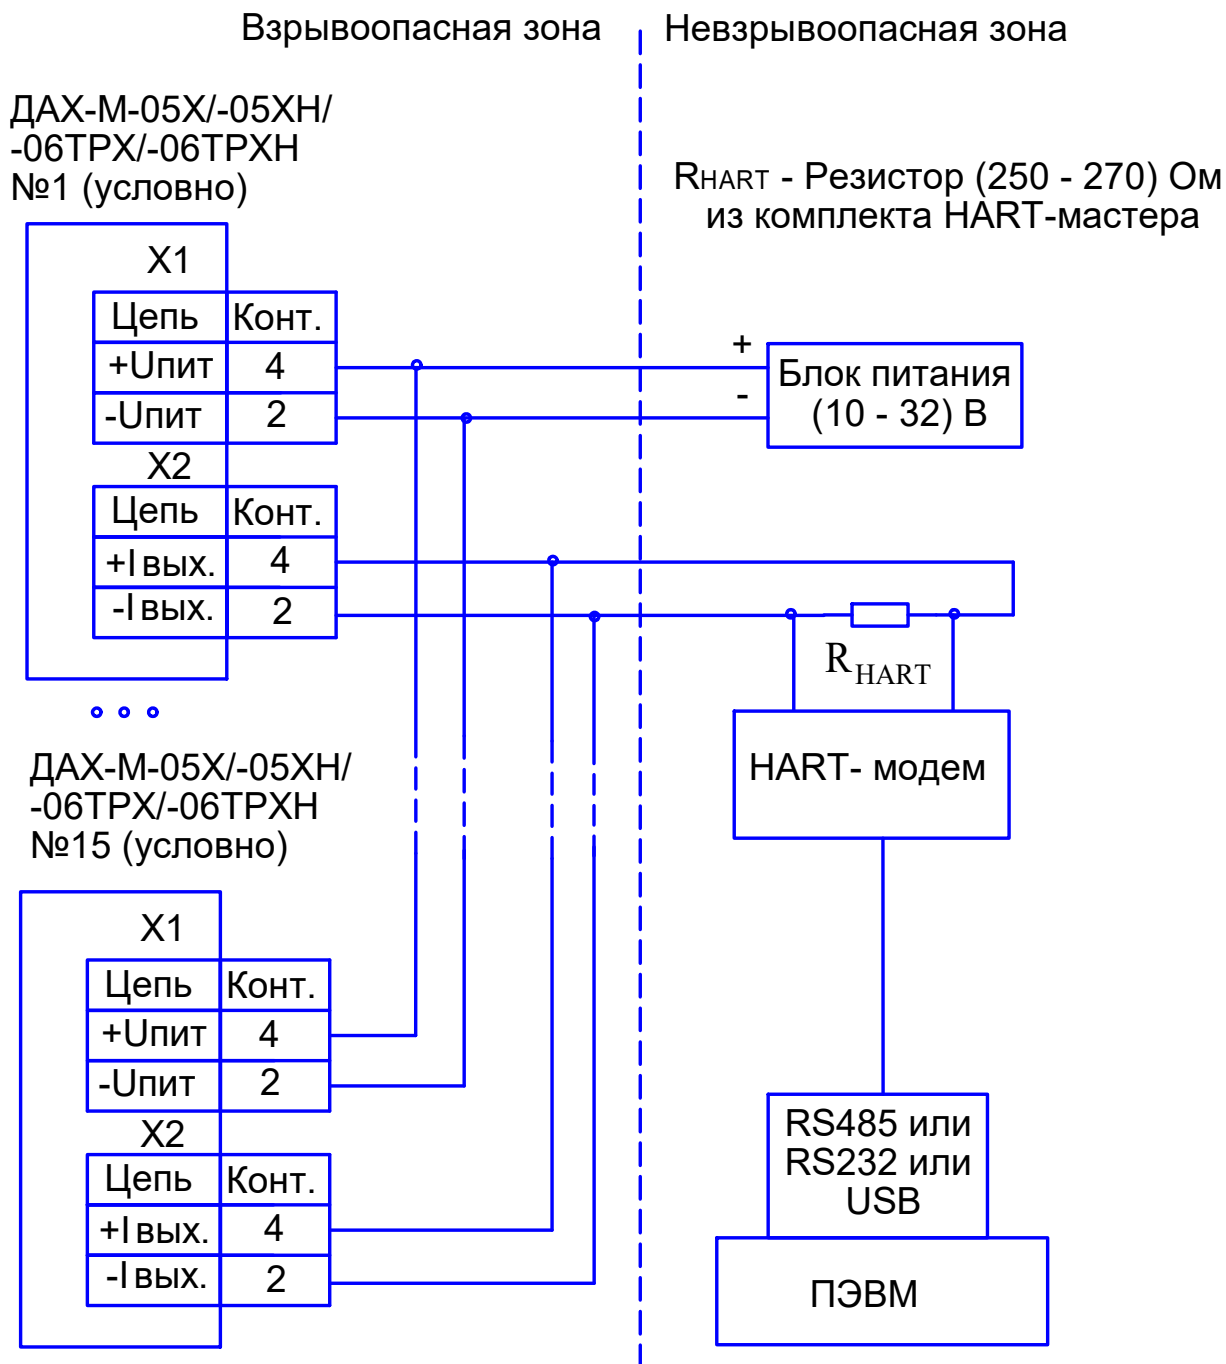 Взрывоопасная зона
Невзрывоопасная зона
ДАХ-М-05Х/-05ХН/
-06ТРХ/-06ТРХН
№1 (условно)
RHART - Резистор (250 - 270) Ом
из комплекта HART-мастера
X1
Цепь Конт.
+Uпит 4
-Uпит 2
X2
Цепь Конт.
+Iвых. 4
-Iвых. 2
+
-
Блок питания
(10 - 32) В
RHART
HART- модем
ДАХ-М-05Х/-05ХН/
-06ТРХ/-06ТРХН
№15 (условно)
X1
Цепь Конт.
+Uпит 4
-Uпит 2
X2
Цепь Конт.
+Iвых. 4
-Iвых. 2
RS485 или
RS232 или
USB
ПЭВМ